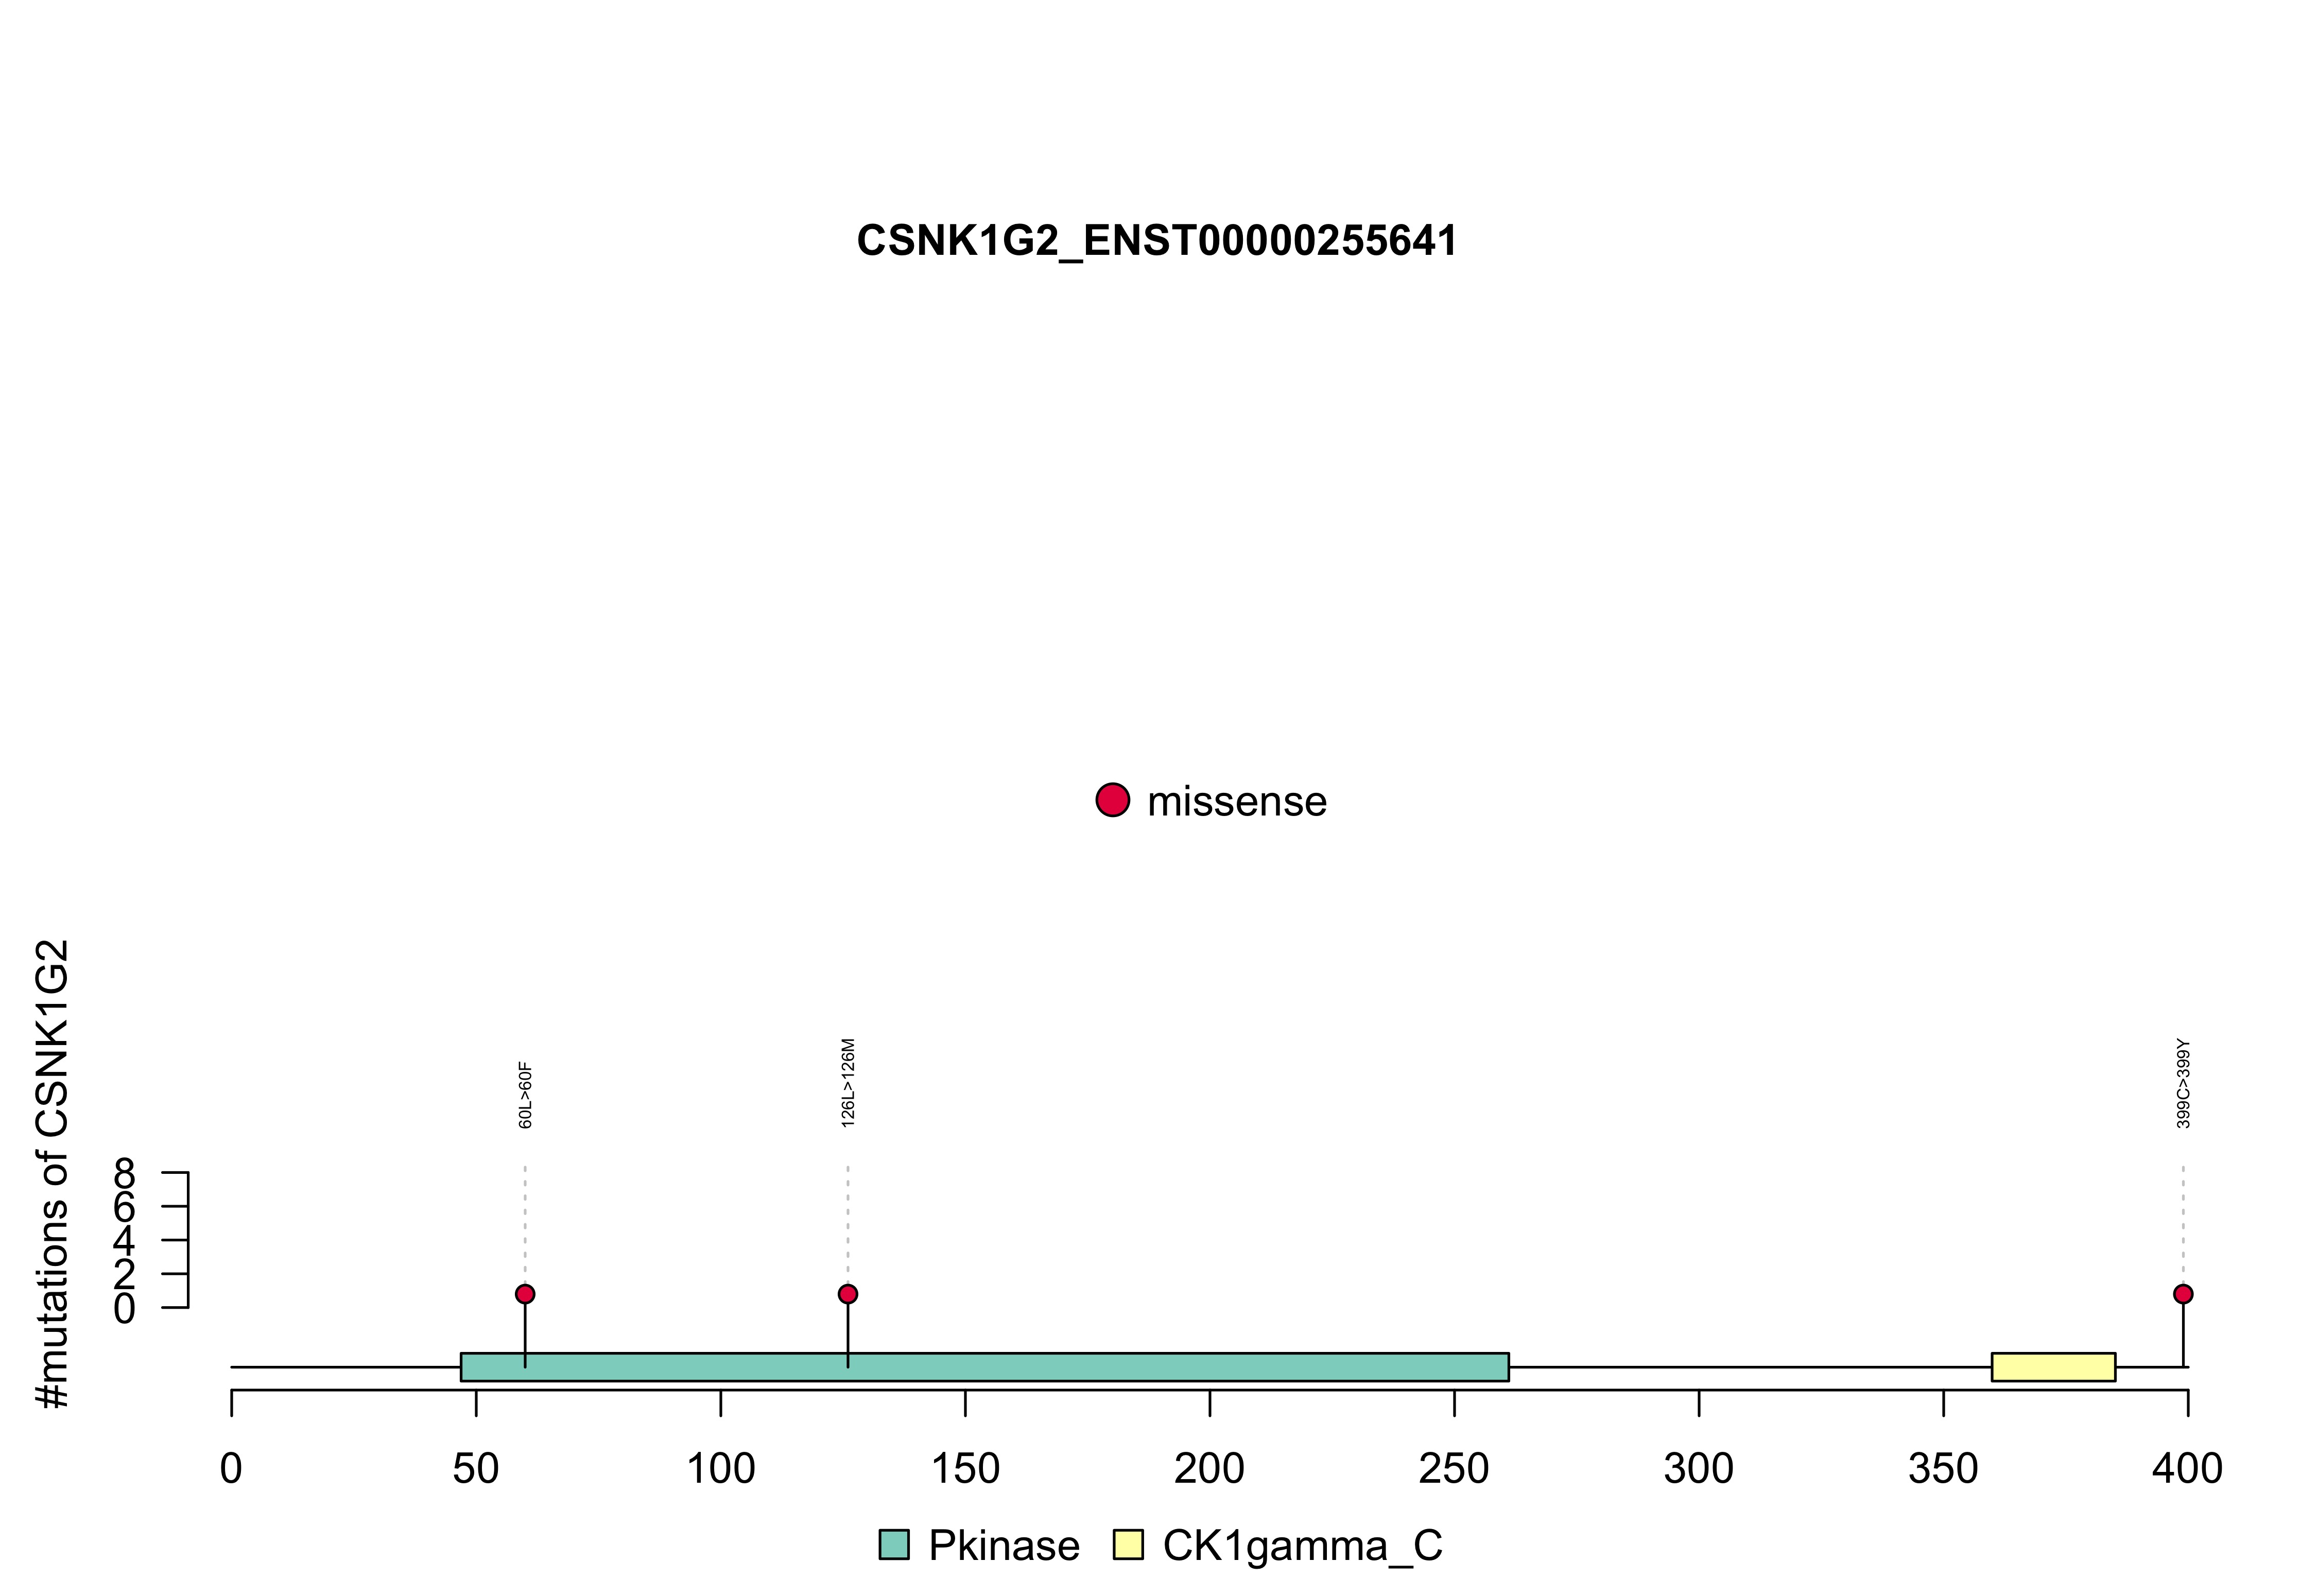 CSNK1G2_ENST00000255641
missense
#mutations of CSNK1G2
60L>60F
126L>126M
399C>399Y
8
6
4
2
0
0 50 100 150 200 250 300 350 400
Pkinase CK1gamma_C